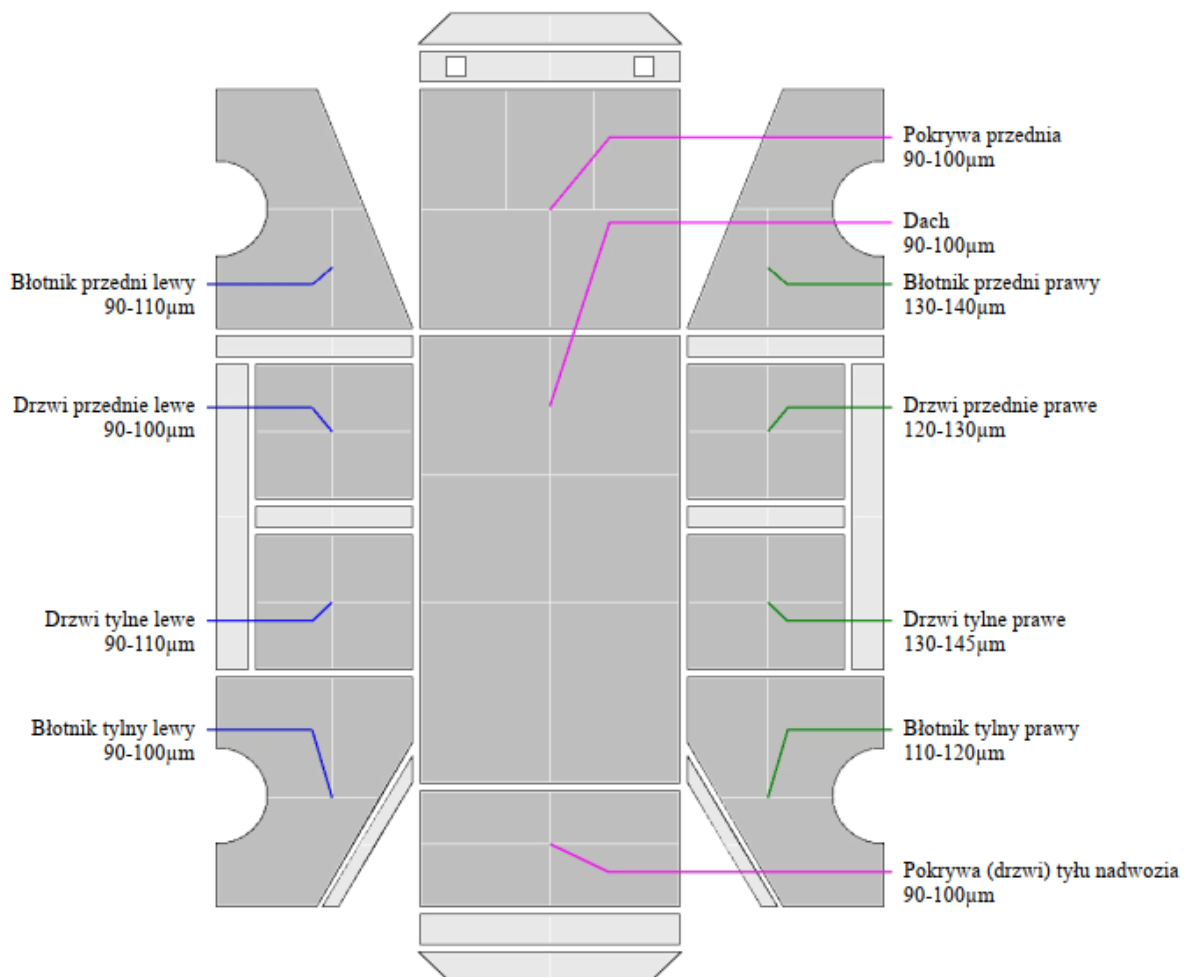 Pokrywa przednia
90-100µm
Dach
90-100µm
Błotnik przedni lewy
90-110µm
Błotnik przedni prawy
130-140µm
Drzwi przednie lewe
90-100µm
Drzwi przednie prawe
120-130µm
Drzwi tylne lewe
90-110µm
Drzwi tylne prawe
130-145µm
Błotnik tylny lewy
90-100µm
Błotnik tylny prawy
110-120µm
Pokrywa (drzwi) tyłu nadwozia
90-100µm